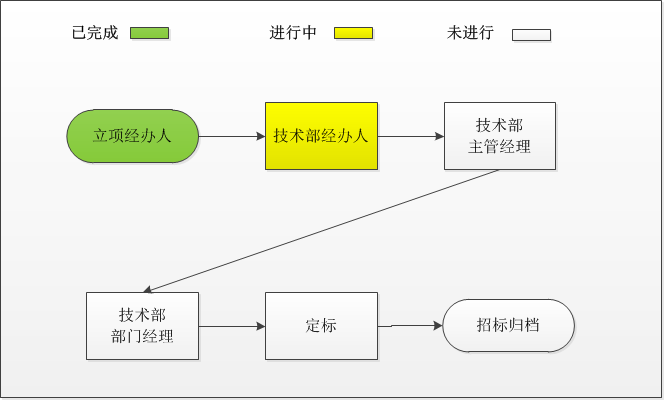 已完成
进行中
未进行
立项经办人
技术部经办人
技术部
主管经理
技术部
部门经理
定标
招标归档